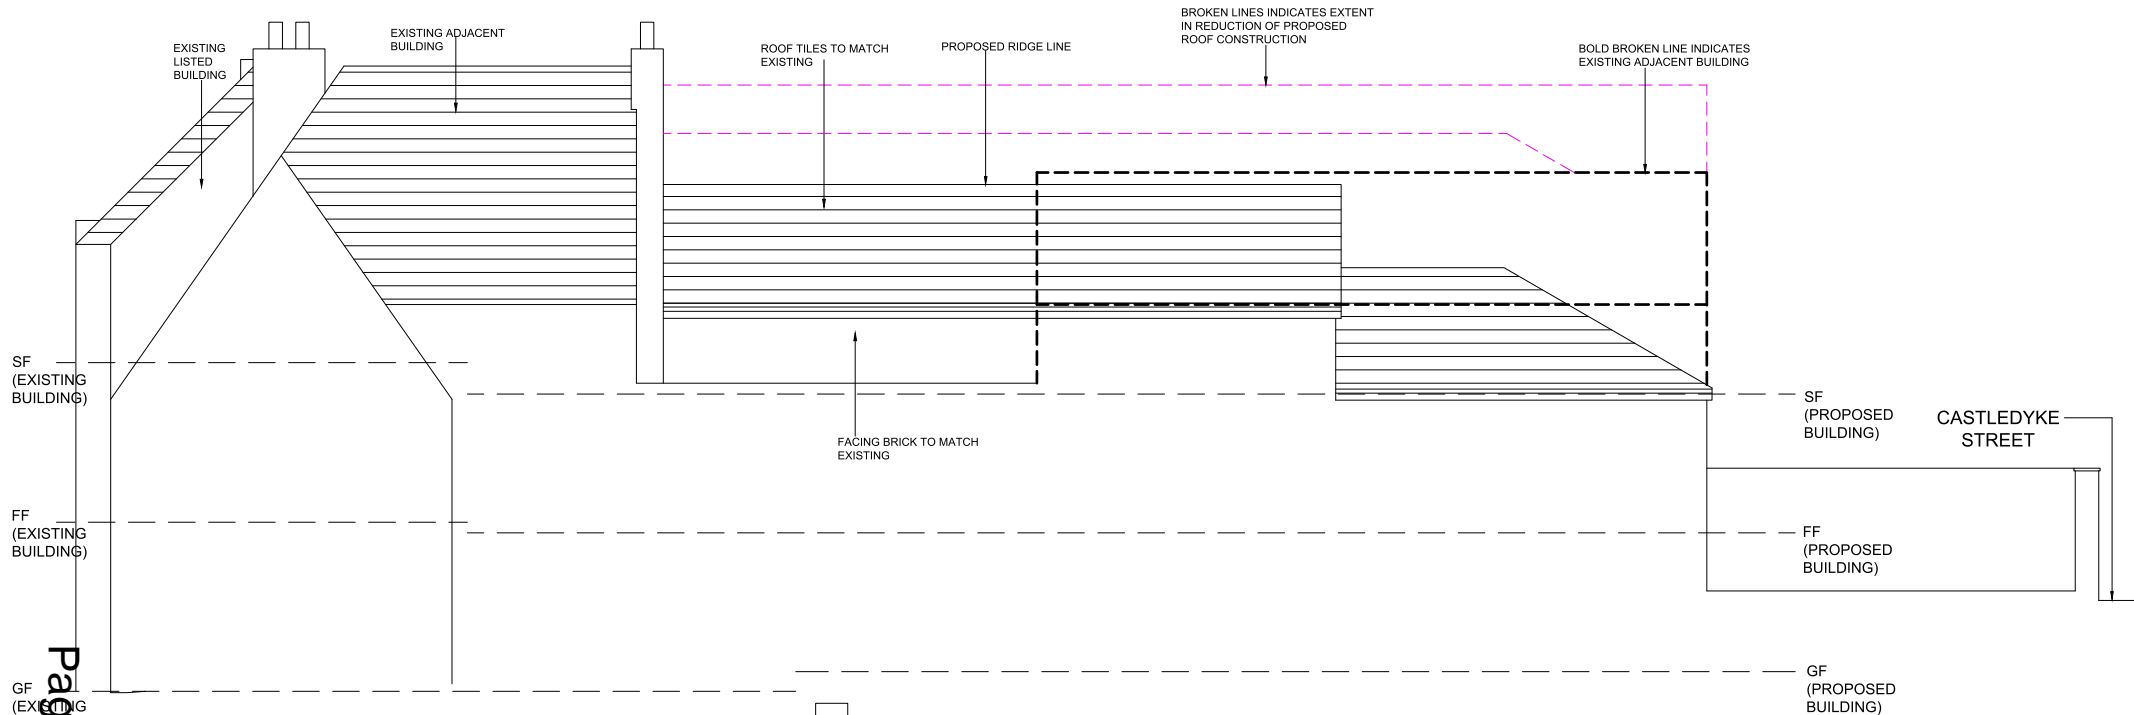 EXISTING
LISTED
BUILDING
EXISTING ADJACENT
BUILDING
ROOF TILES TO MATCH
EXISTING
PROPOSED RIDGE LINE
BROKEN LINES INDICATES EXTENT
IN REDUCTION OF PROPOSED
ROOF CONSTRUCTION
BOLD BROKEN LINE INDICATES
EXISTING ADJACENT BUILDING
SF
(EXISTING
BUILDING)
SF
(PROPOSED
BUILDING)
CASTLEDYKE
STREET
FACING BRICK TO MATCH
EXISTING
FF
(EXISTING
BUILDING)
FF
(PROPOSED
BUILDING)
GF
(EXISTING
GF
(PROPOSED
BUILDING)
Pag